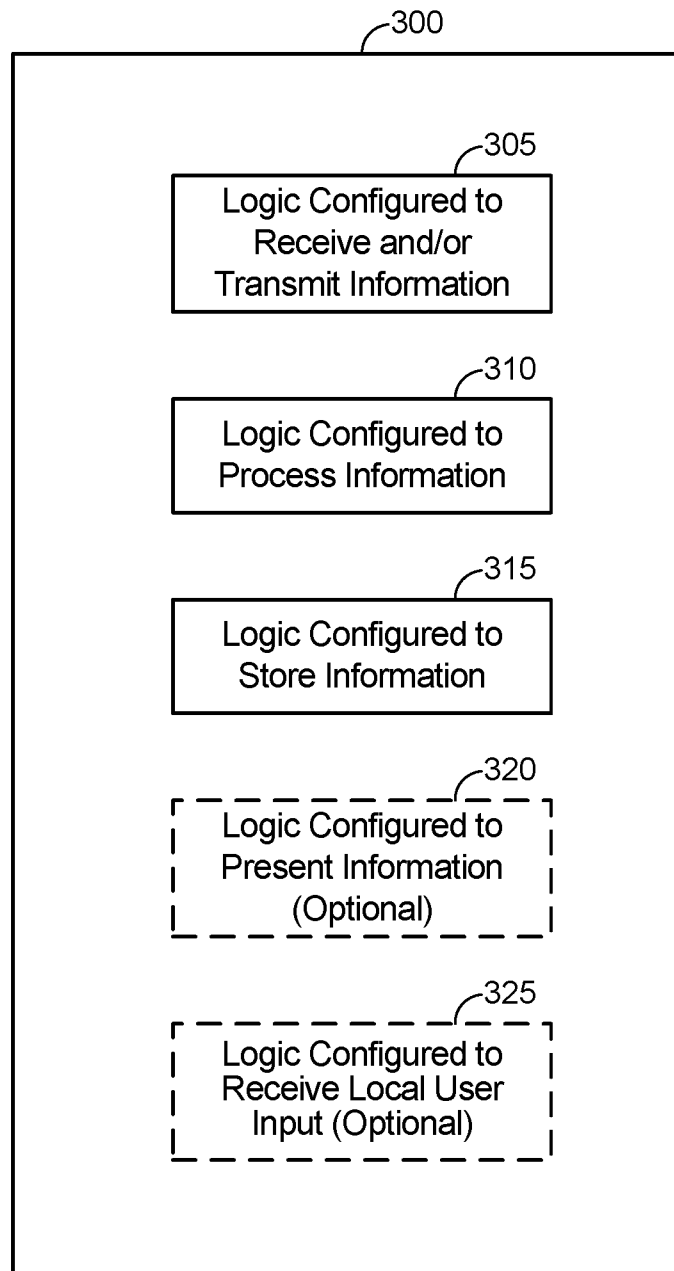 300
305
Logic Configured to
Receive and/or
Transmit Information
310
Logic Configured to
Process Information
315
Logic Configured to
Store Information
320
Logic Configured to
Present Information
(Optional)
325
Logic Configured to
Receive Local User
Input (Optional)